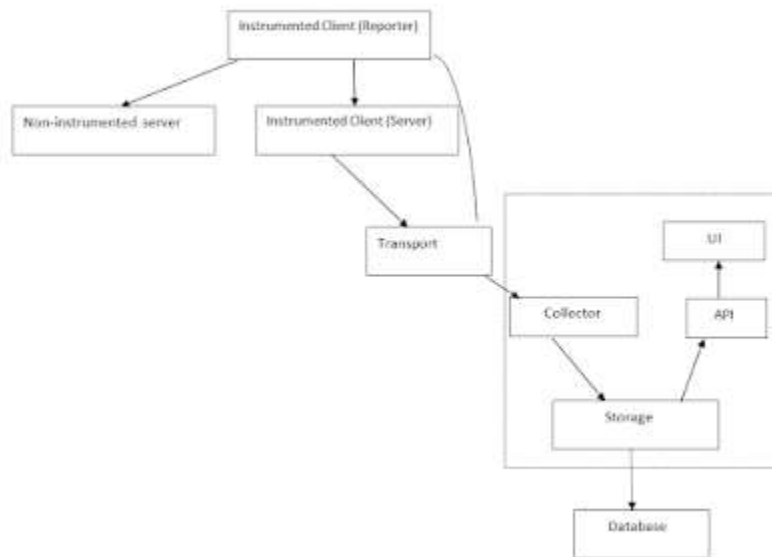 Instrumented Client (Reporter)
Non-instrumented server
Instrumented Client (Server)
Transport
UI
Collector
API
Storage
Database